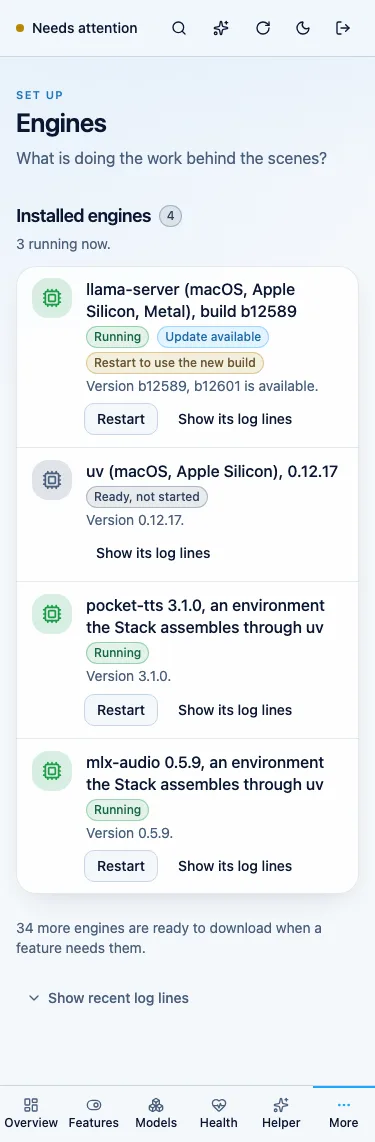 Needs attention
SET UP
Engines
What is doing the work behind the scenes?
Installed engines 4
3 running now.
llama-server (macOS, Apple
Silicon, Metal), build b12589
Running Update available
Restart to use the new build
Version b12589, b12601 is available.
Restart Show its log lines
uv (macOS, Apple Silicon), 0.12.17
Ready, not started
Version 0.12.17.
Show its log lines
pocket-tts 3.1.0, an environment
the Stack assembles through uv
Running
Version 3.1.0.
Restart Show its log lines
mlx-audio 0.5.9, an environment
the Stack assembles through uv
Running
Version 0.5.9.
Restart Show its log lines
34 more engines are ready to download when a
feature needs them.
Show recent log lines
Overview Features Models Health Helper More